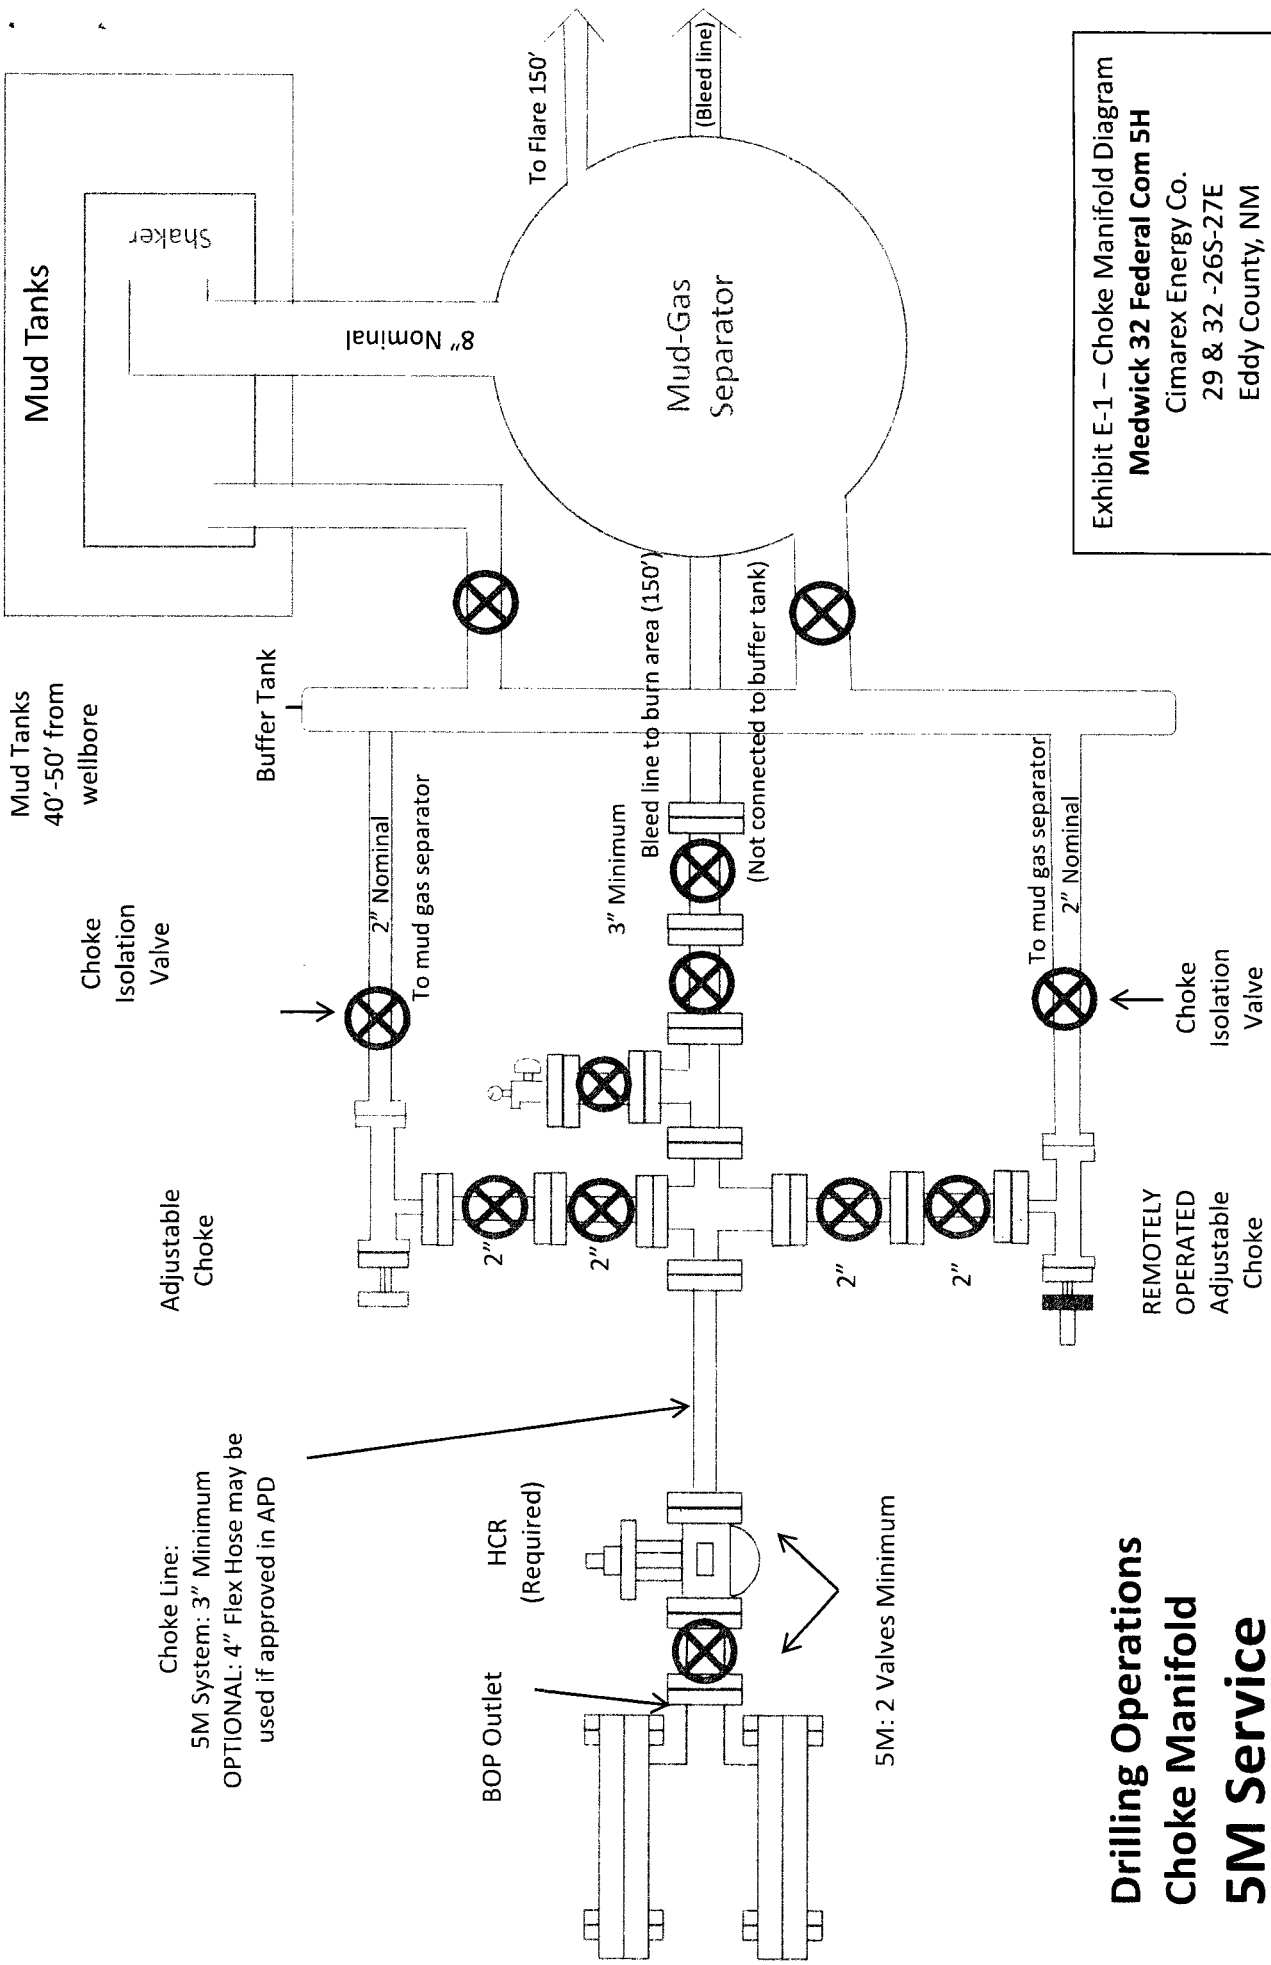 Mud Tanks
Shaker
8" Nominal
Mud Tanks
40'-50' from
wellbore
Buffer Tank
To Flare 150'
(Bleed line)
Mud-Gas
Separator
Choke
Isolation
Valve
2" Nominal
To mud gas separator
3" Minimum
Bleed line to burn area (150')
(Not connected to buffer tank)
To mud gas separator
2" Nominal
Choke
Isolation
Valve
Adjustable
Choke
2"
2"
2"
2"
REMOTELY
OPERATED
Adjustable
Choke
Choke Line:
5M System: 3" Minimum
OPTIONAL: 4" Flex Hose may be
used if approved in APD
HCR
(Required)
BOP Outlet
5M: 2 Valves Minimum
Drilling Operations
Choke Manifold
5M Service
Exhibit E-1 – Choke Manifold Diagram
Medwick 32 Federal Com 5H
Cimarex Energy Co.
29 & 32 -26S-27E
Eddy County, NM